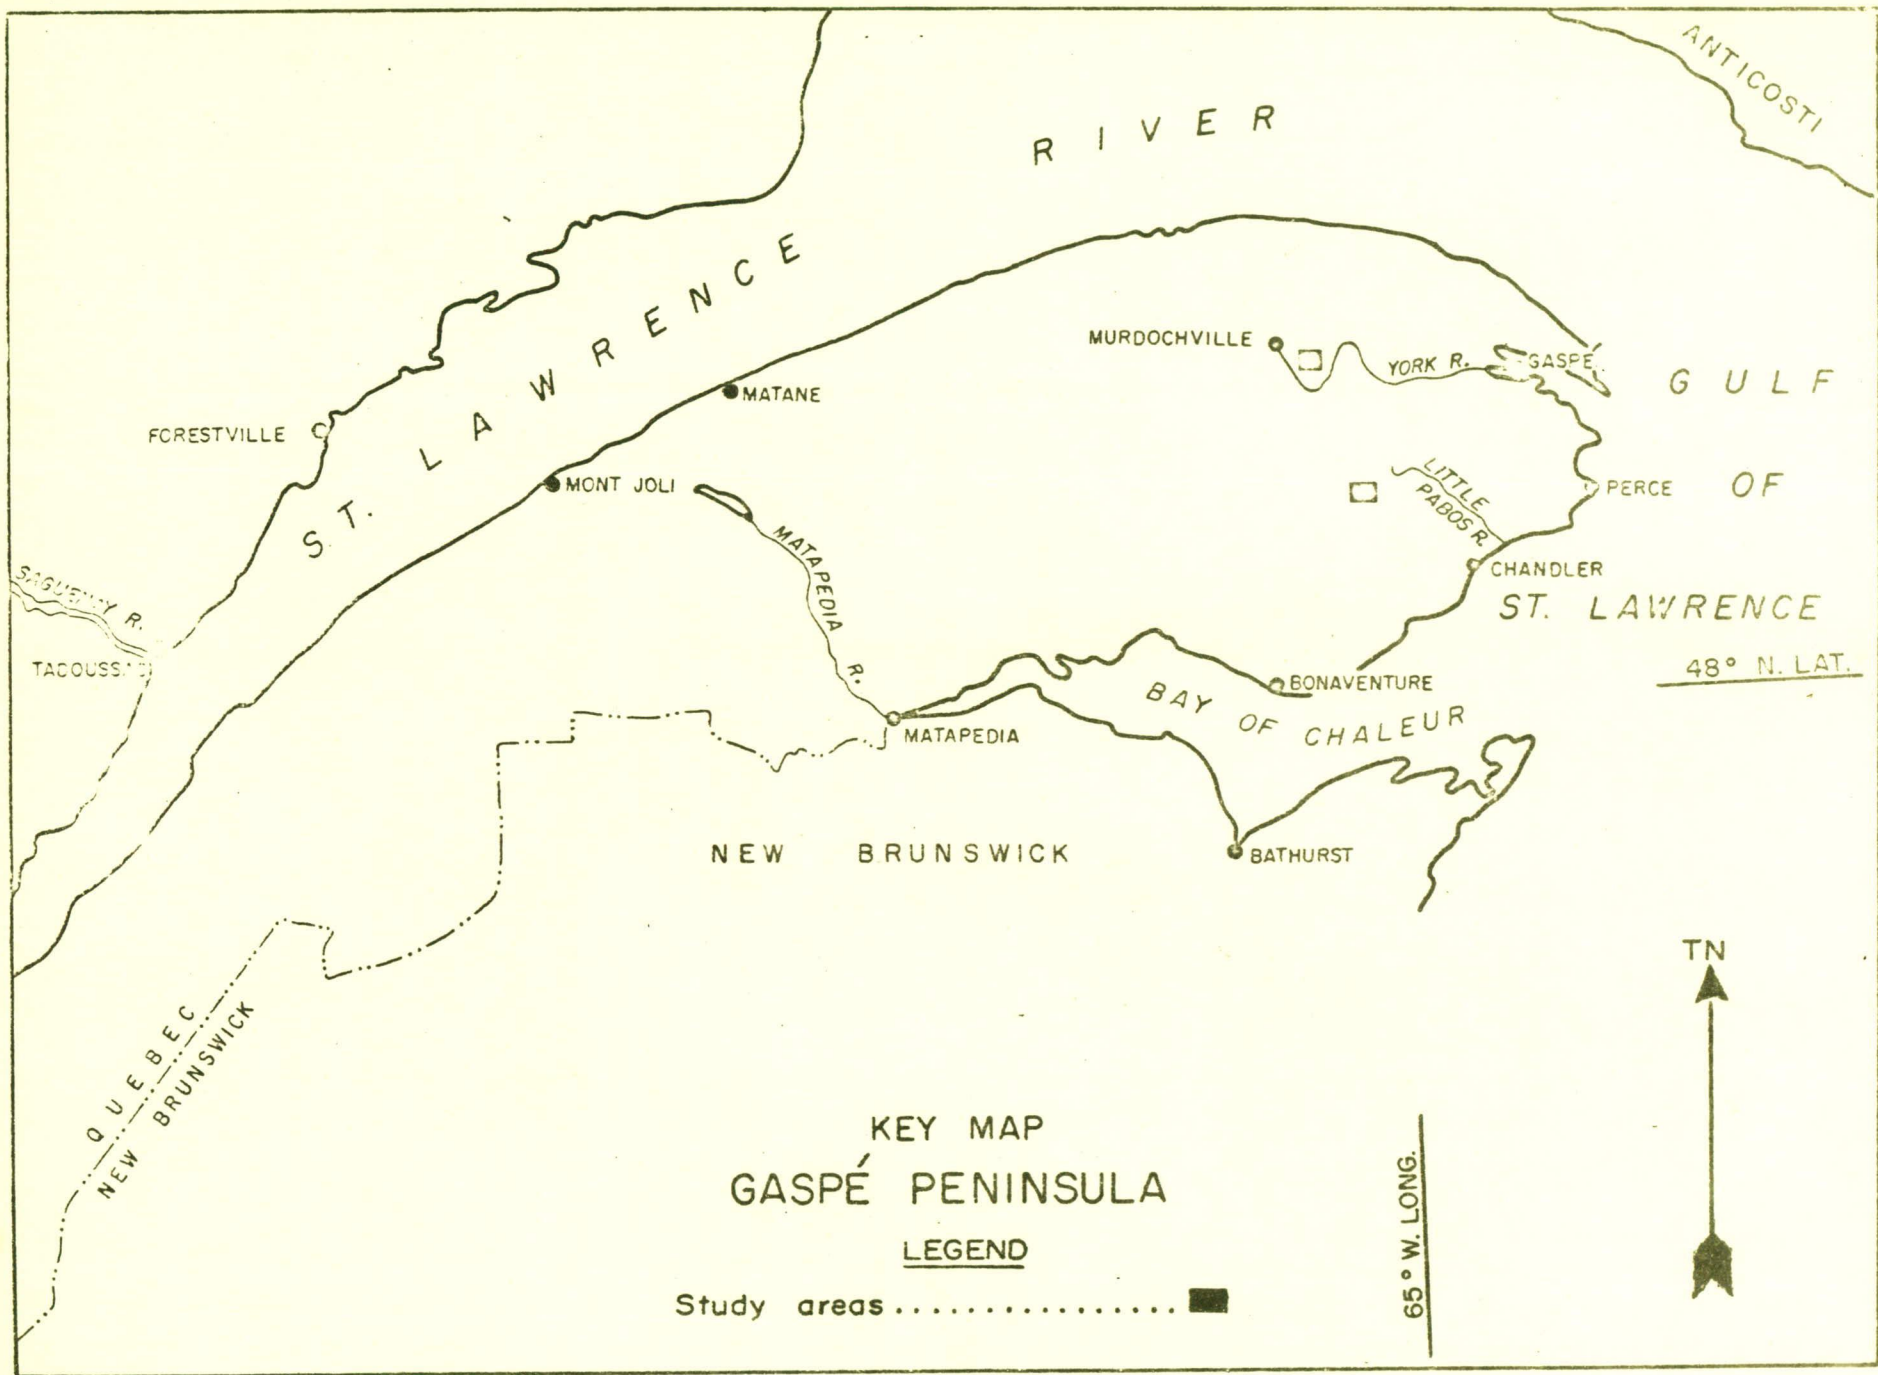 ANTICOSTI
RIVER
ST. LAWRENCE
MURDOCHVILLE
YORK R.
GASPÉ
GULF
MATANE
FORESTVILLE
MONT JOLI
LITTLE
PABOS R.
PERCE
OF
MATAPEDIA R.
CHANDLER
SAGUENAY R.
ST. LAWRENCE
TADOUSSAC
48° N. LAT.
BONAVENTURE
BAY OF CHALEUR
MATAPEDIA
NEW BRUNSWICK
BATHURST
TN
QUEBEC
NEW BRUNSWICK
KEY MAP
GASPÉ PENINSULA
LEGEND
Study areas................
65° W. LONG.